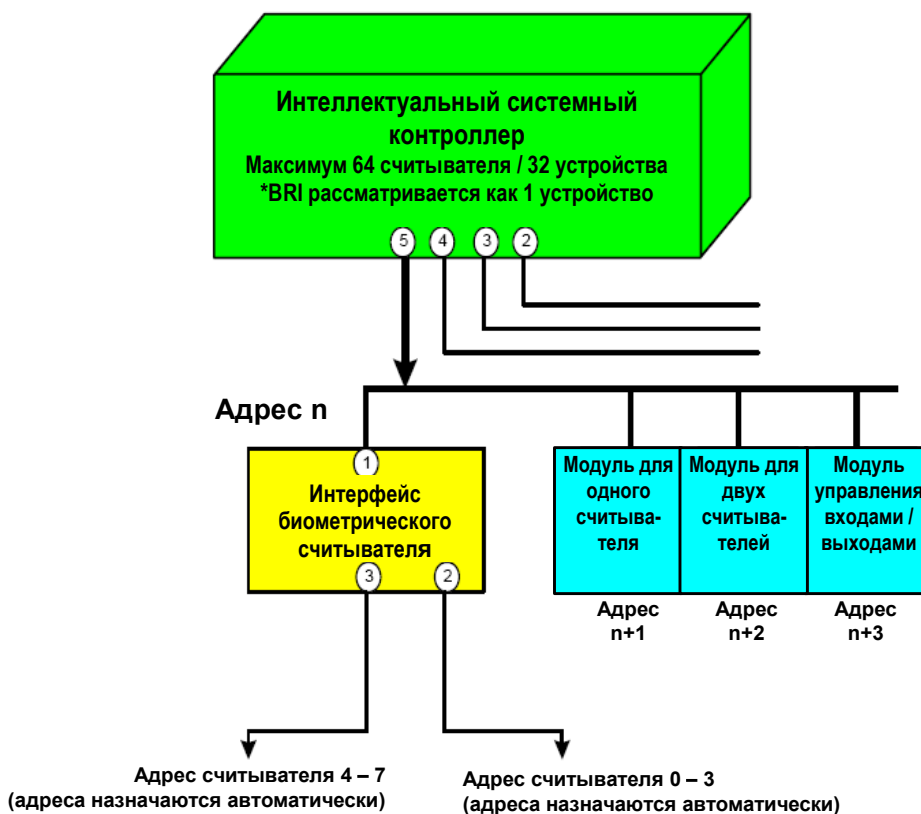 Интеллектуальный системный
контроллер
Максимум 64 считывателя / 32 устройства
*BRI рассматривается как 1 устройство
5
4
3
2
Адрес n
1
Интерфейс
биометрического
считывателя
3
2
Модуль для
одного
считыва-
теля
Модуль для
двух
считыва-
телей
Модуль
управления
входами /
выходами
Адрес
n+1
Адрес
n+2
Адрес
n+3
Адрес считывателя 4 – 7
(адреса назначаются автоматически)
Адрес считывателя 0 – 3
(адреса назначаются автоматически)